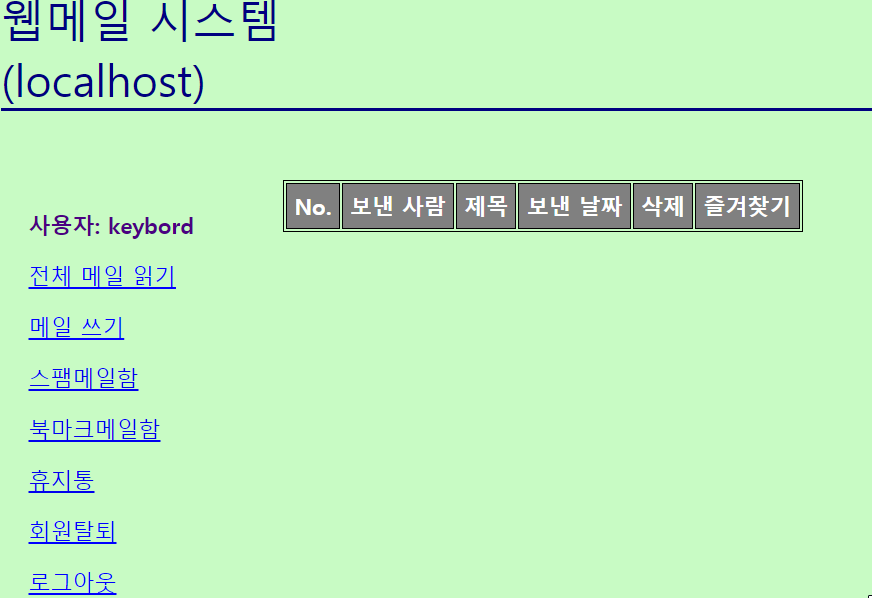 웹메일 시스템
(localhost)
No. 보낸 사람 제목 보낸 날짜 삭제 즐겨찾기
사용자: keybord
전체 메일 읽기
메일 쓰기
스팸메일함
북마크메일함
휴지통
회원탈퇴
로그아웃